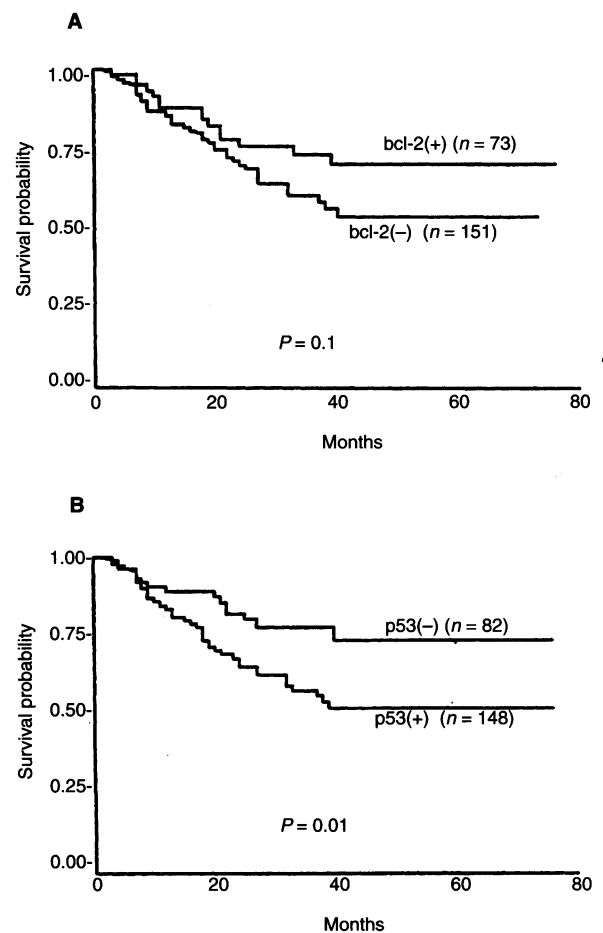 A
1.00-
0.75-
0.50-
0.25-
0.00-
Survival probability
bcl-2(+) (n = 73)
bcl-2(–) (n = 151)
P = 0.1
0 20 40 60 80
Months
B
1.00-
0.75-
0.50-
0.25-
0.00-
Survival probability
p53(–) (n = 82)
p53(+) (n = 148)
P = 0.01
0 20 40 60 80
Months